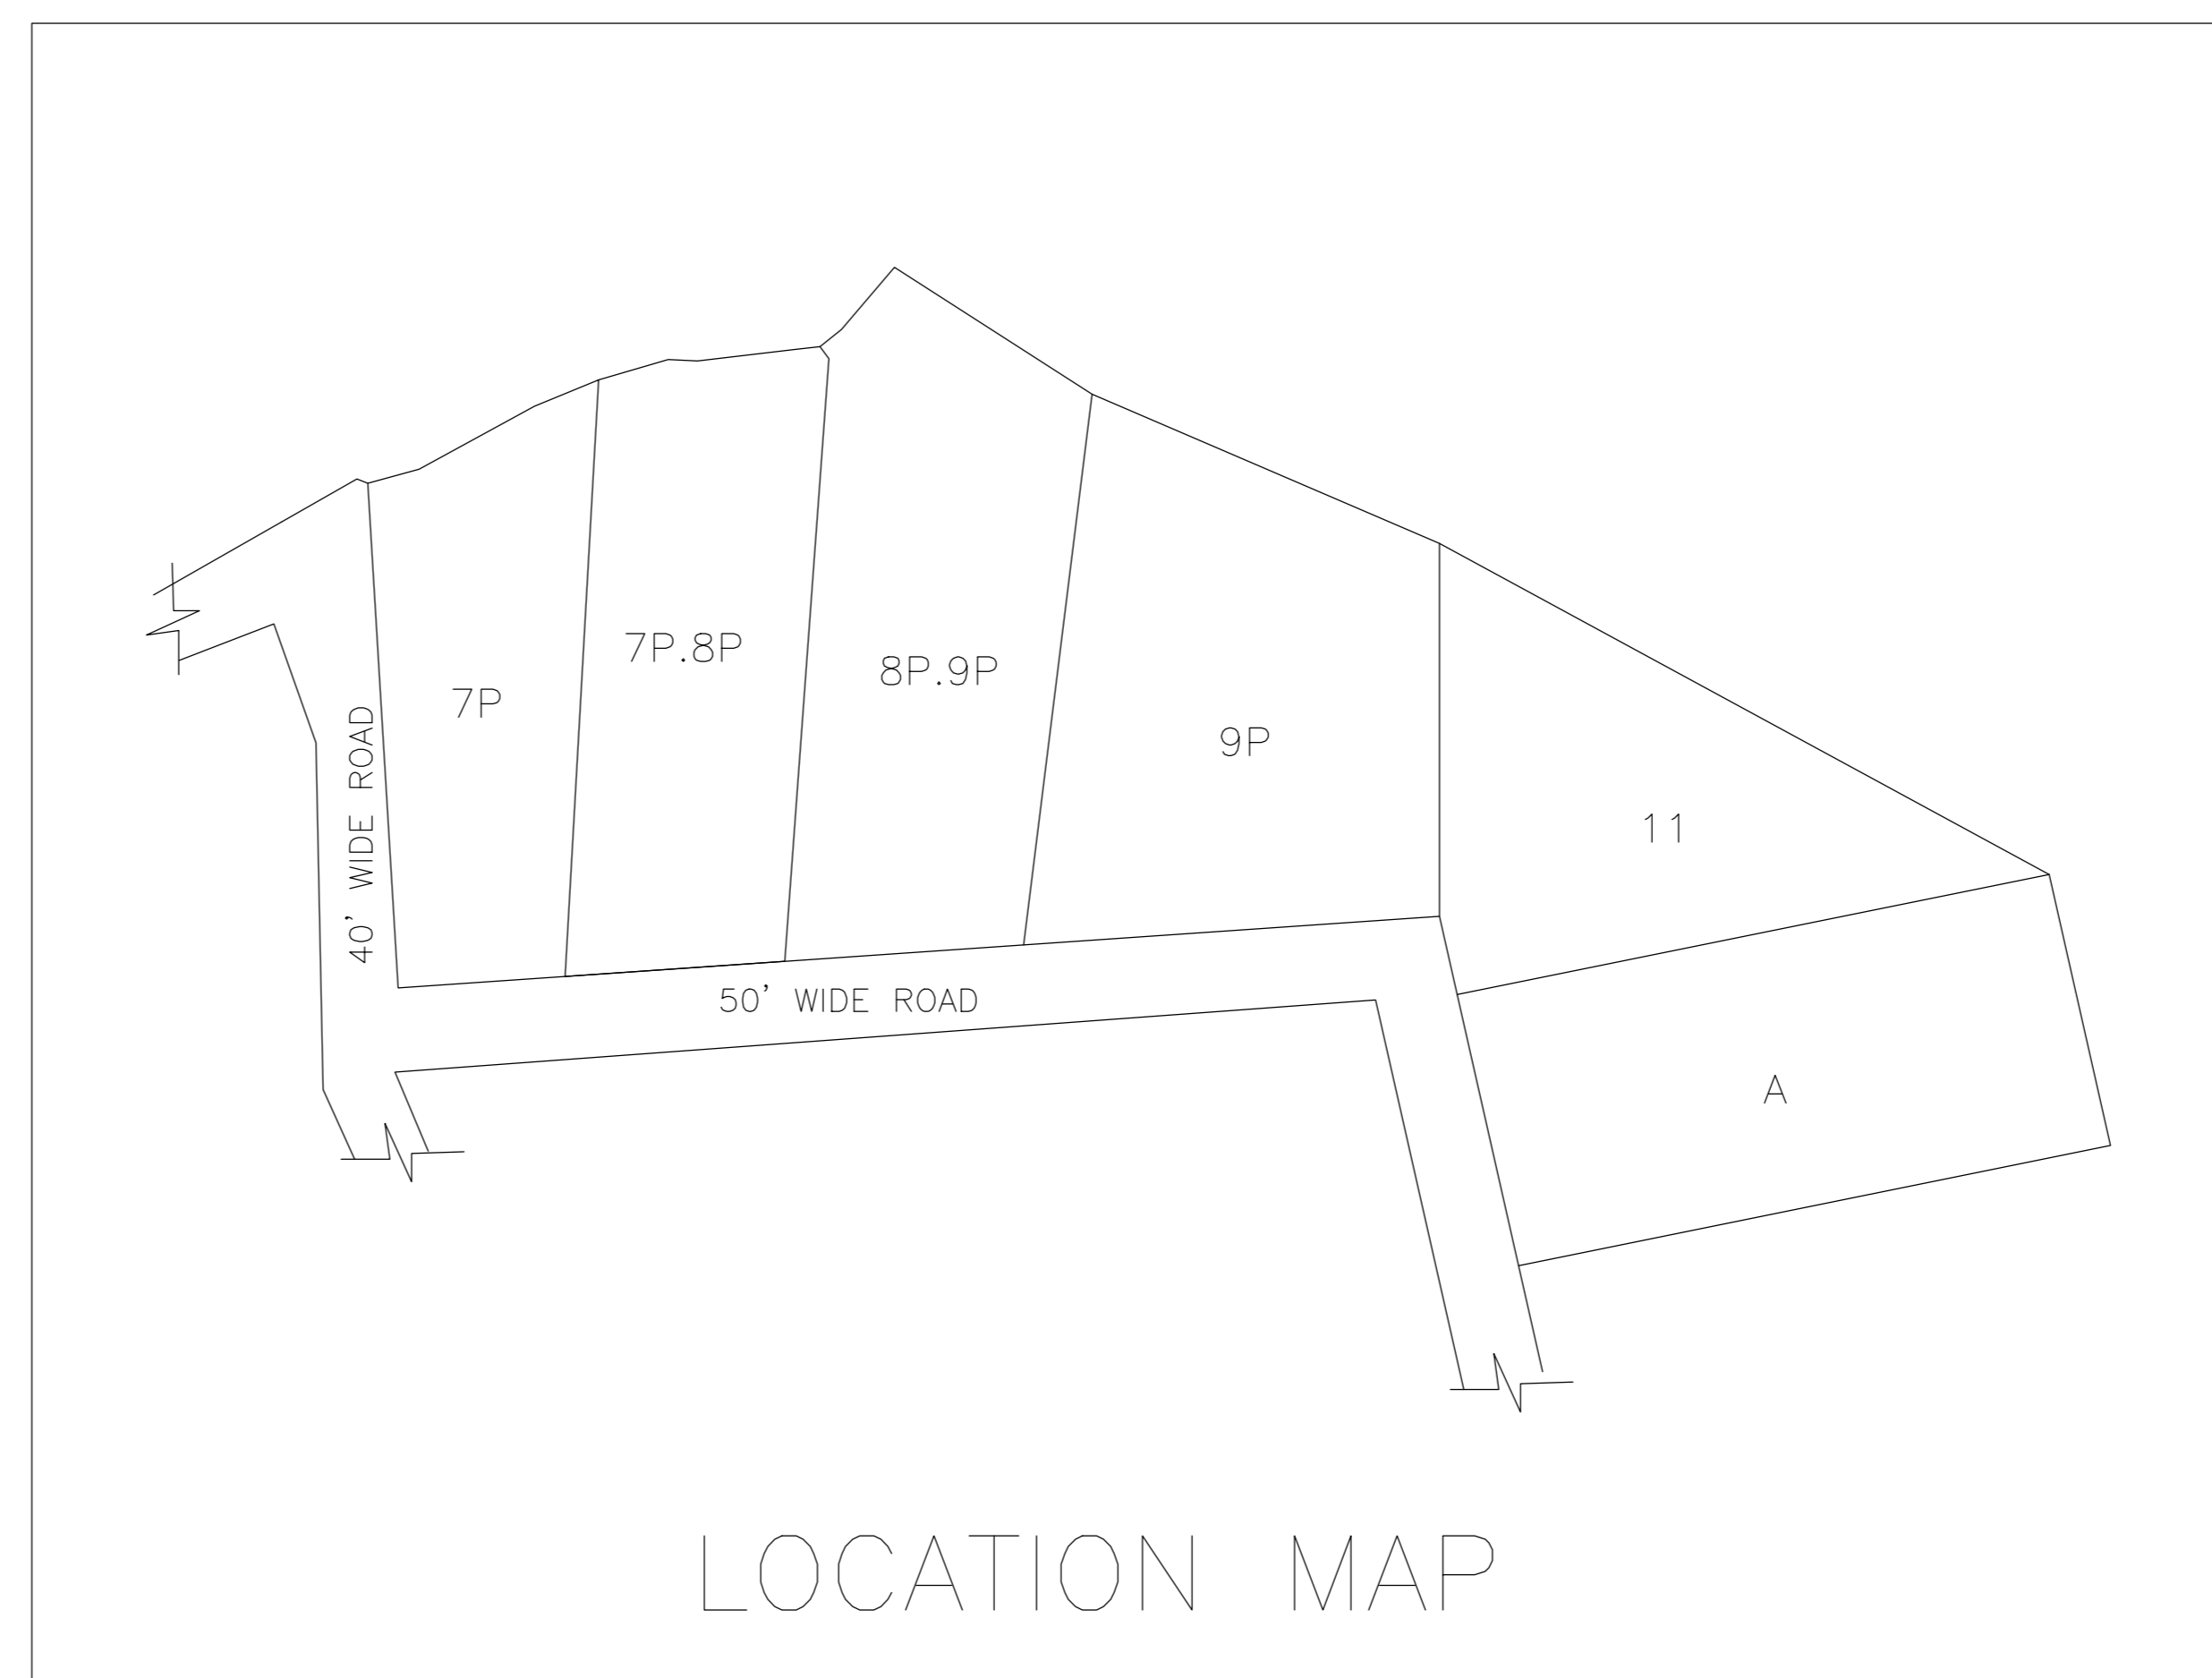 7P.8P
8P.9P
7P
9P
11
40' WIDE ROAD
50' WIDE ROAD
A
LOCATION MAP